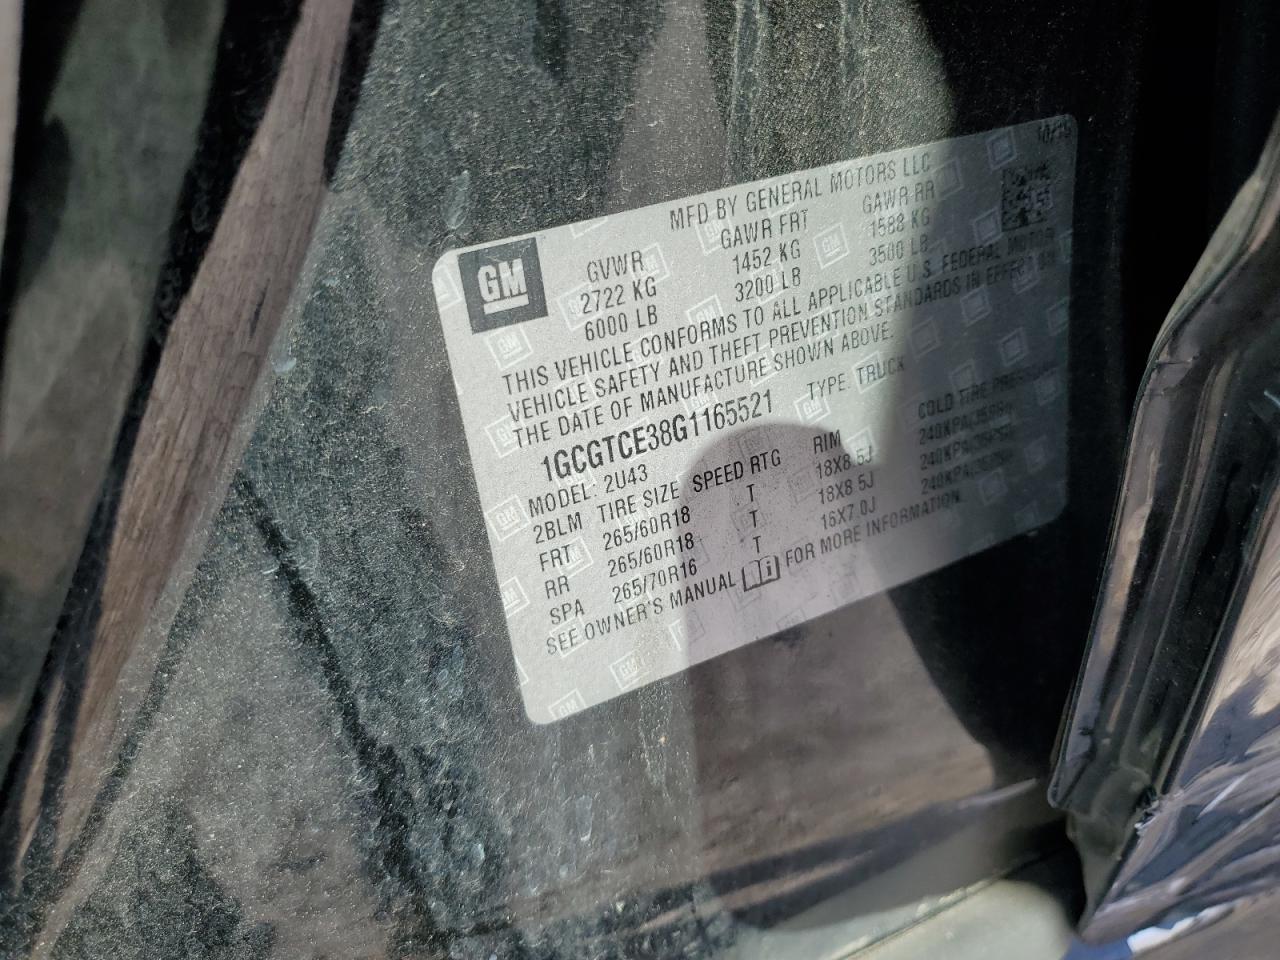 10/15
MFD BY GENERAL MOTORS LLC
GM
GVWR GAWR FRT GAWR RR
2722 KG 1452 KG 1588 KG
6000 LB 3200 LB 3500 LB
THIS VEHICLE CONFORMS TO ALL APPLICABLE U.S. FEDERAL MOTOR
VEHICLE SAFETY AND THEFT PREVENTION STANDARDS IN EFFECT ON
THE DATE OF MANUFACTURE SHOWN ABOVE.
1GCGTCE38G1165521 TYPE: TRUCK
MODEL: 2U43
2BLM TIRE SIZE SPEED RTG RIM COLD TIRE PRESSURE
FRT 265/60R18 T 18X8.5J 240KPA
RR 265/60R18 T 18X8.5J 240KPA
SPA 265/70R16 T 16X7.0J 240KPA
SEE OWNER'S MANUAL FOR MORE INFORMATION